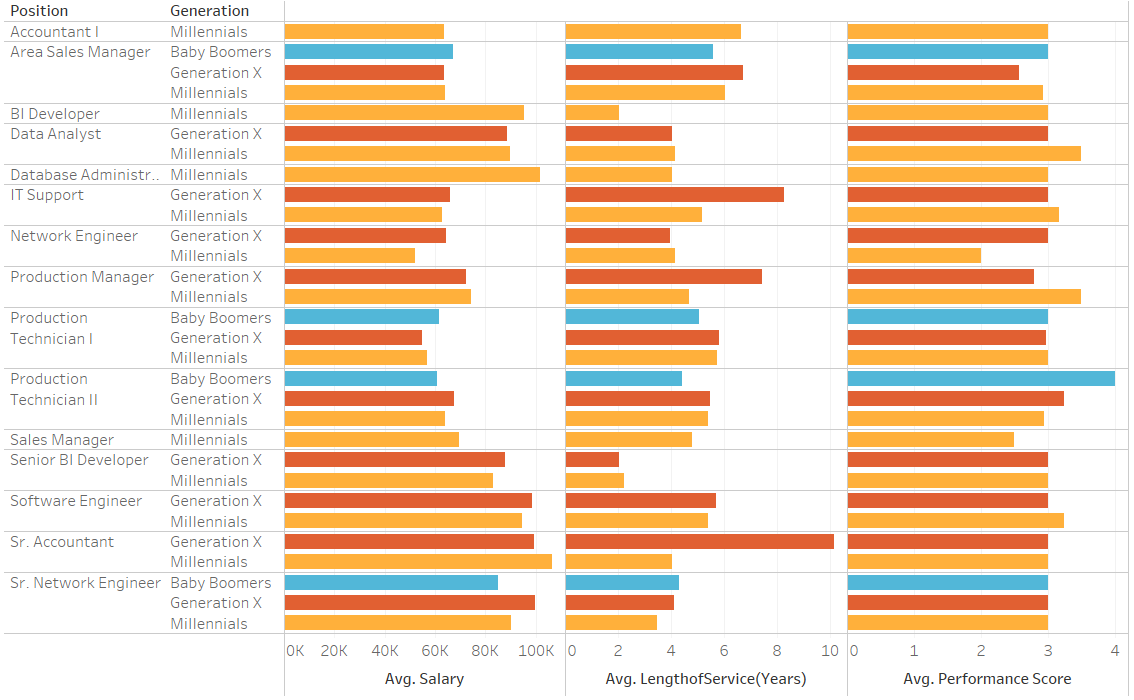 Position Generation
Accountant I Millennials
Area Sales Manager Baby Boomers
Generation X
Millennials
BI Developer Millennials
Data Analyst Generation X
Millennials
Database Administr.. Millennials
IT Support Generation X
Millennials
Network Engineer Generation X
Millennials
Production Manager Generation X
Millennials
Production Baby Boomers
Technician I Generation X
Millennials
Production Baby Boomers
Technician II Generation X
Millennials
Sales Manager Millennials
Senior BI Developer Generation X
Millennials
Software Engineer Generation X
Millennials
Sr. Accountant Generation X
Millennials
Sr. Network Engineer Baby Boomers
Generation X
Millennials
0K 20K 40K 60K 80K 100K 0 2 4 6 8 10 0 1 2 3 4
Avg. Salary Avg. LengthofService(Years) Avg. Performance Score